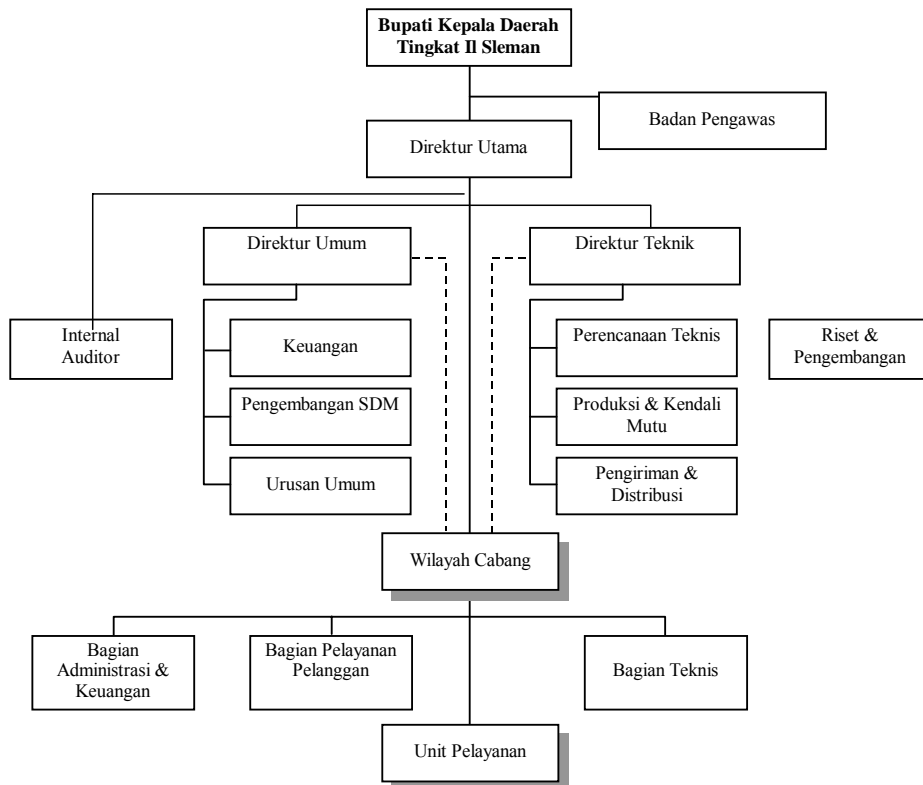 Bupati Kepala Daerah
Tingkat II Sleman
Badan Pengawas
Direktur Utama
Direktur Umum
Direktur Teknik
Internal
Auditor
Keuangan
Perencanaan Teknis
Riset &
Pengembangan
Pengembangan SDM
Produksi & Kendali
Mutu
Urusan Umum
Pengiriman &
Distribusi
Wilayah Cabang
Bagian
Administrasi &
Keuangan
Bagian Pelayanan
Pelanggan
Bagian Teknis
Unit Pelayanan